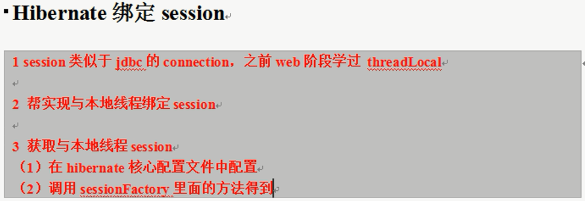 Hibernate 绑定 session
1 session 类似于 jdbc 的 connection，之前 web 阶段学过 threadLocal
2 帮实现与本地线程绑定 session
3 获取与本地线程 session
（1）在 hibernate 核心配置文件中配置
（2）调用 sessionFactory 里面的方法得到